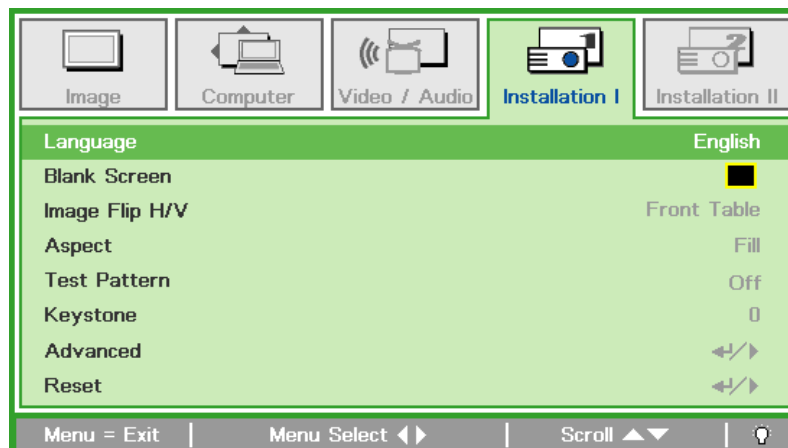 Image Computer Video / Audio Installation I Installation II
Language English
Blank Screen
Image Flip H/V Front Table
Aspect Fill
Test Pattern Off
Keystone 0
Advanced
Reset
Menu = Exit Menu Select Scroll